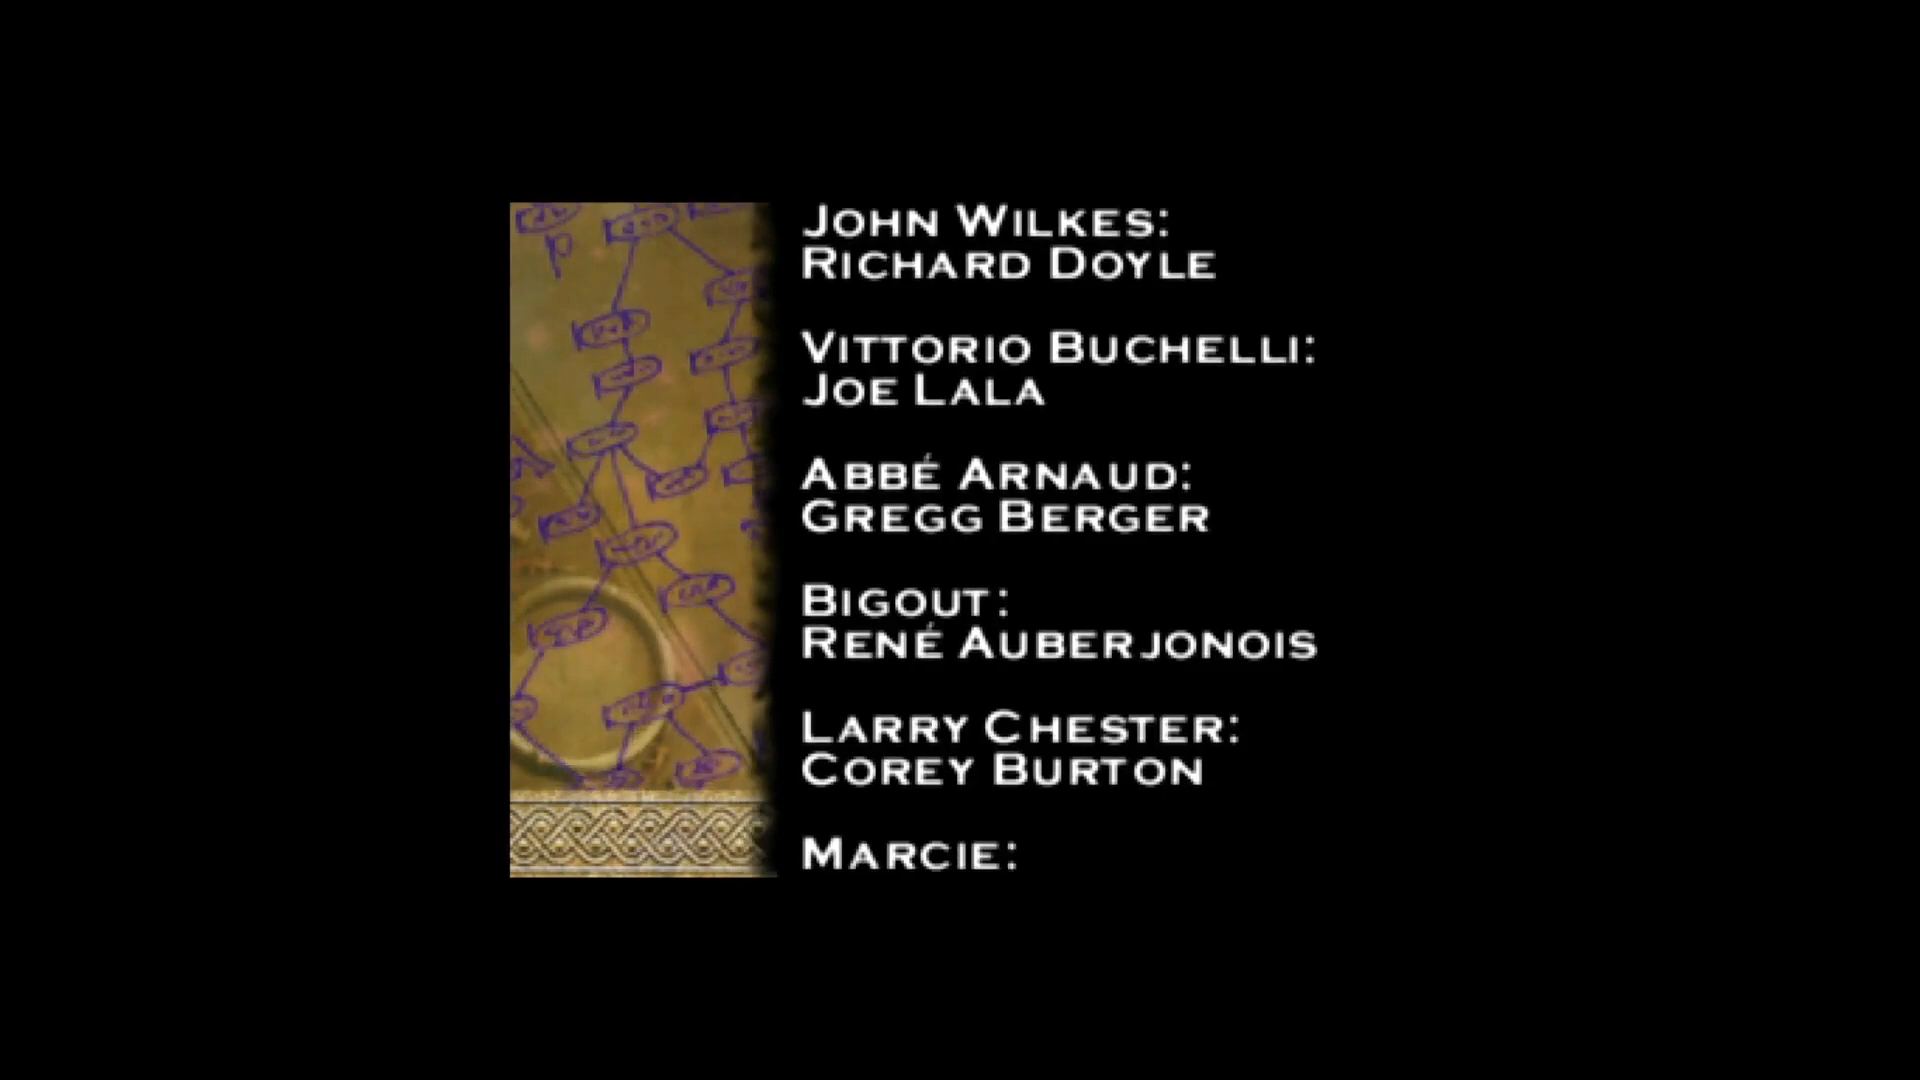 JOHN WILKES:
RICHARD DOYLE
VITTORIO BUCHELLI:
JOE LALA
ABBÉ ARNAUD:
GREGG BERGER
BIGOUT:
RENÉ AUBERJONOIS
LARRY CHESTER:
COREY BURTON
MARCIE: